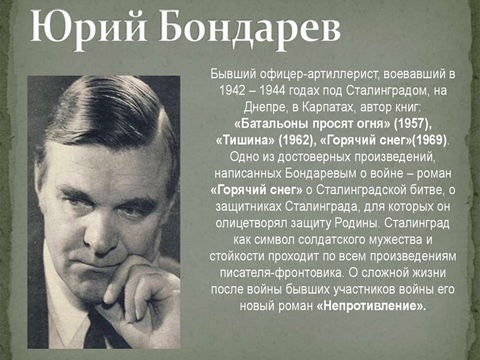 Юрий Бондарев
Бывший офицер-артиллерист, воевавший в
1942 – 1944 годах под Сталинградом, на
Днепре, в Карпатах, автор книг:
«Батальоны просят огня» (1957),
«Тишина» (1962), «Горячий снег»(1969).
Одно из достоверных произведений,
написанных Бондаревым о войне – роман
«Горячий снег» о Сталинградской битве, о
защитниках Сталинграда, для которых он
олицетворял защиту Родины. Сталинград
как символ солдатского мужества и
стойкости проходит по всем произведениям
писателя-фронтовика. О сложной жизни
после войны бывших участников войны его
новый роман «Непротивление».